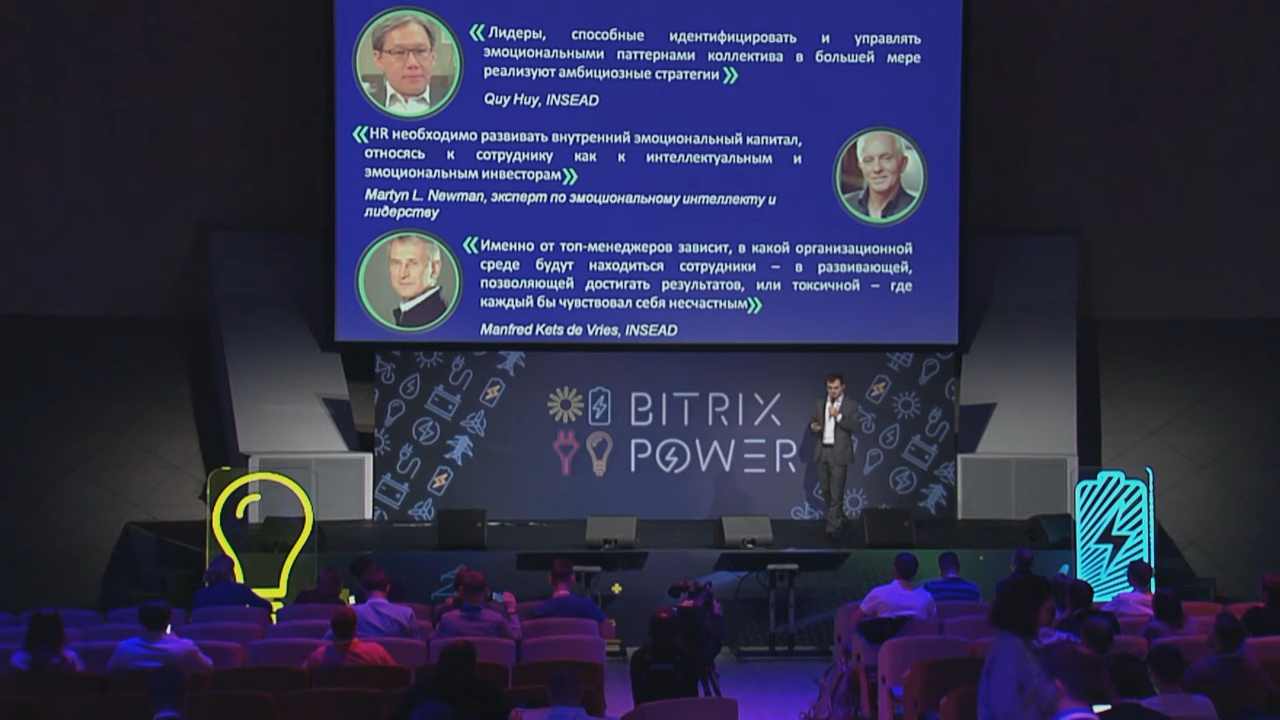 «Лидеры, способные идентифицировать и управлять
эмоциональными паттернами коллектива в большей мере
реализуют амбициозные стратегии»
Quy Huy, INSEAD
«HR необходимо развивать внутренний эмоциональный капитал,
относясь к сотруднику как к интеллектуальным и
эмоциональным инвесторам»
Martyn L. Newman, эксперт по эмоциональному интеллекту и
лидерству
«Именно от топ-менеджеров зависит, в какой организационной
среде будут находиться сотрудники – в развивающей,
позволяющей достигать результатов, или токсичной – где
каждый бы чувствовал себя несчастным»
Manfred Kets de Vries, INSEAD
BITRIX
POWER